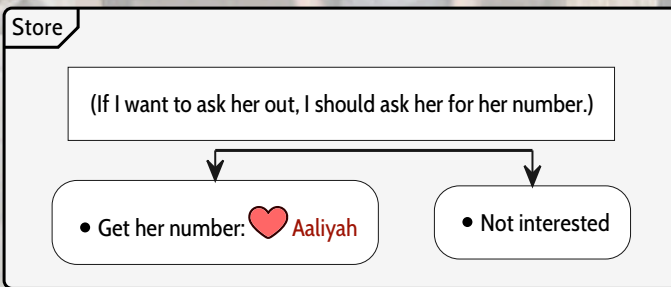 Store
(If I want to ask her out, I should ask her for her number.)
• Get her number: Aaliyah
• Not interested